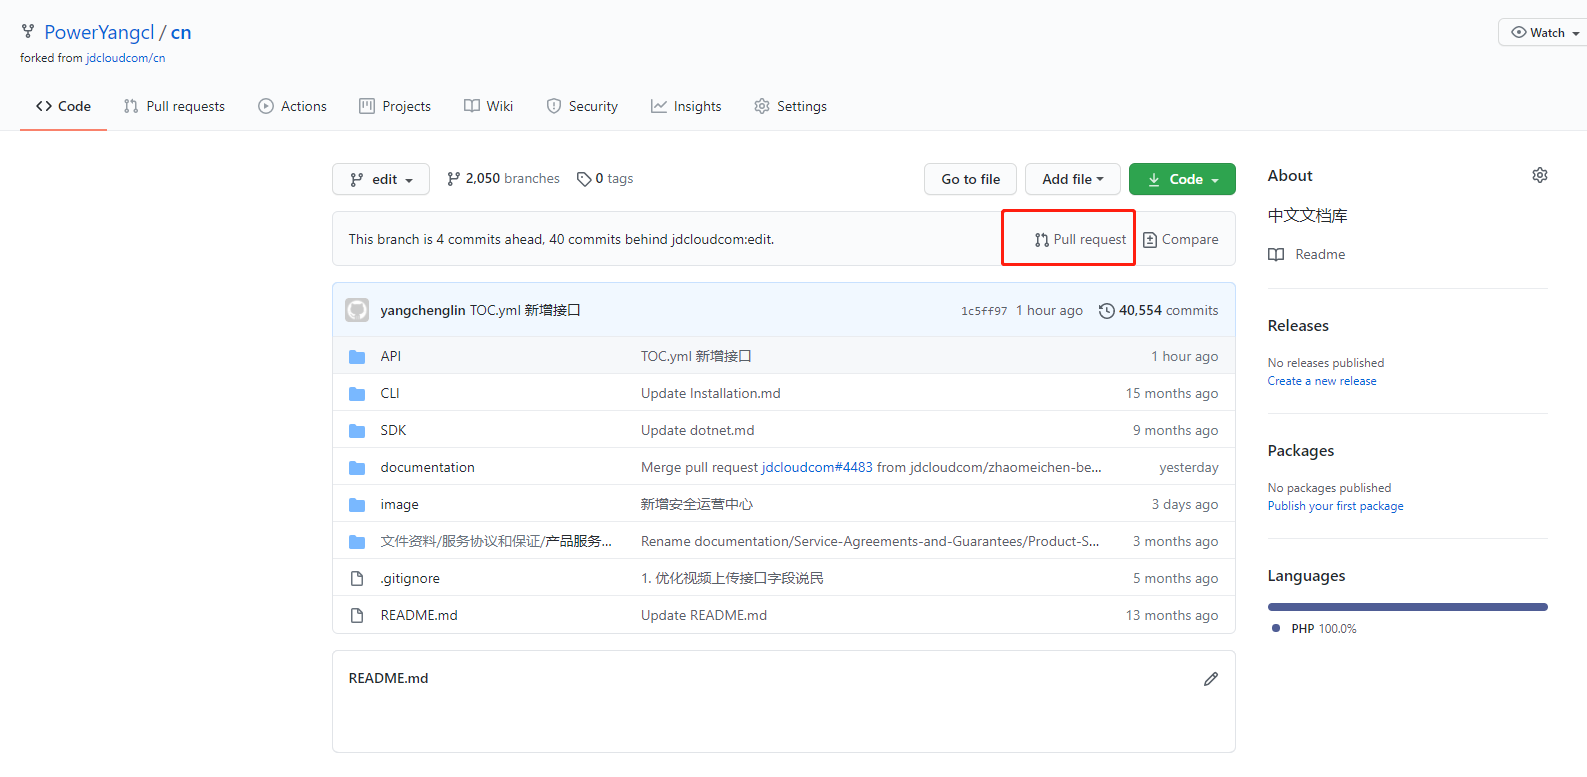 PowerYangcl / cn
Watch
forked from jdcloudcom/cn
Code
Pull requests
Actions
Projects
Wiki
Security
Insights
Settings
edit
2,050 branches
0 tags
Go to file
Add file
Code
This branch is 4 commits ahead, 40 commits behind jdcloudcom:edit.
Pull request
Compare
yangchenglin TOC.yml 新增接口
1c5ff97 1 hour ago
40,554 commits
API TOC.yml 新增接口 1 hour ago
CLI Update Installation.md 15 months ago
SDK Update dotnet.md 9 months ago
documentation Merge pull request jdcloudcom#4483 from jdcloudcom/zhaomeichen-be... yesterday
image 新增安全运营中心 3 days ago
文件资料/服务协议和保证/产品服务... Rename documentation/Service-Agreements-and-Guarantees/Product-S... 3 months ago
.gitignore 1. 优化视频上传接口字段说民 5 months ago
README.md Update README.md 13 months ago
README.md
About
中文文档库
Readme
Releases
No releases published
Create a new release
Packages
No packages published
Publish your first package
Languages
PHP 100.0%